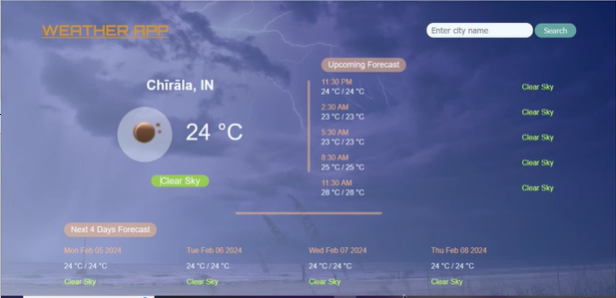 WEATHER APP
Enter city name
Search
Chīrāla, IN
24 °C
Clear Sky
Upcoming Forecast
11:30 PM
24 °C / 24 °C
Clear Sky
2:30 AM
23 °C / 23 °C
Clear Sky
5:30 AM
23 °C / 23 °C
Clear Sky
8:30 AM
25 °C / 25 °C
Clear Sky
11:30 AM
28 °C / 28 °C
Clear Sky
Next 4 Days Forecast
Mon Feb 05 2024
24 °C / 24 °C
Clear Sky
Tue Feb 06 2024
24 °C / 24 °C
Clear Sky
Wed Feb 07 2024
24 °C / 24 °C
Clear Sky
Thu Feb 08 2024
24 °C / 24 °C
Clear Sky